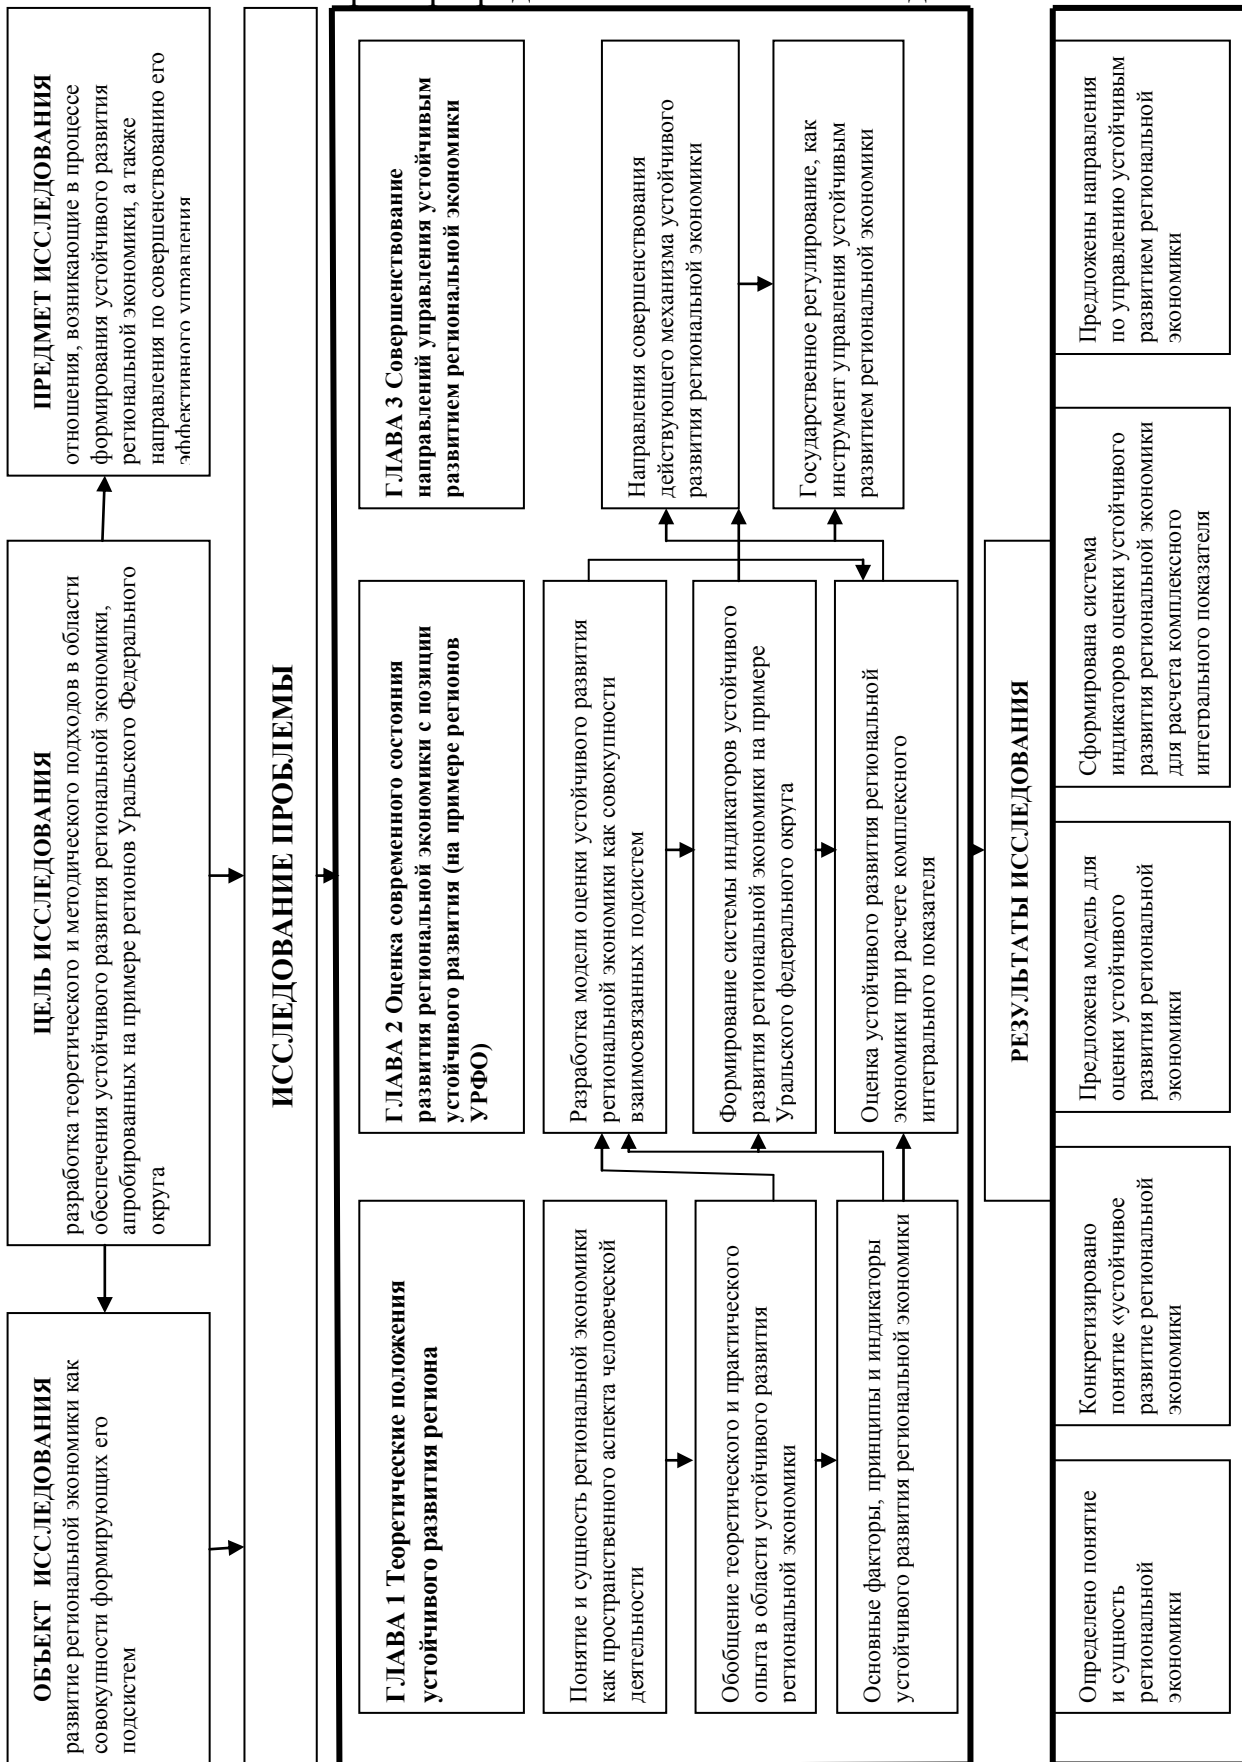 ОБЪЕКТ ИССЛЕДОВАНИЯ
развитие региональной экономики как
совокупности формирующих его
подсистем
ЦЕЛЬ ИССЛЕДОВАНИЯ
разработка теоретического и методического подходов в области
обеспечения устойчивого развития региональной экономики,
апробированных на примере регионов Уральского Федерального
округа
ПРЕДМЕТ ИССЛЕДОВАНИЯ
отношения, возникающие в процессе
формирования устойчивого развития
региональной экономики, а также
направления по совершенствованию его
эффективного управления
ИССЛЕДОВАНИЕ ПРОБЛЕМЫ
ГЛАВА 1 Теоретические положения
устойчивого развития региона
Понятие и сущность региональной экономики
как пространственного аспекта человеческой
деятельности
Обобщение теоретического и практического
опыта в области устойчивого развития
региональной экономики
Основные факторы, принципы и индикаторы
устойчивого развития региональной экономики
ГЛАВА 2 Оценка современного состояния
развития региональной экономики с позиции
устойчивого развития (на примере регионов
УРФО)
Разработка модели оценки устойчивого развития
региональной экономики как совокупности
взаимосвязанных подсистем
Формирование системы индикаторов устойчивого
развития региональной экономики на примере
Уральского федерального округа
Оценка устойчивого развития региональной
экономики при расчете комплексного
интегрального показателя
ГЛАВА 3 Совершенствование
направлений управления устойчивым
развитием региональной экономики
Направления совершенствования
действующего механизма устойчивого
развития региональной экономики
Государственное регулирование, как
инструмент управления устойчивым
развитием региональной экономики
РЕЗУЛЬТАТЫ ИССЛЕДОВАНИЯ
Определено понятие
и сущность
региональной
экономики
Конкретизировано
понятие «устойчивое
развитие региональной
экономики
Предложена модель для
оценки устойчивого
развития региональной
экономики
Сформирована система
индикаторов оценки устойчивого
развития региональной экономики
для расчета комплексного
интегрального показателя
Предложены направления
по управлению устойчивым
развитием региональной
экономики